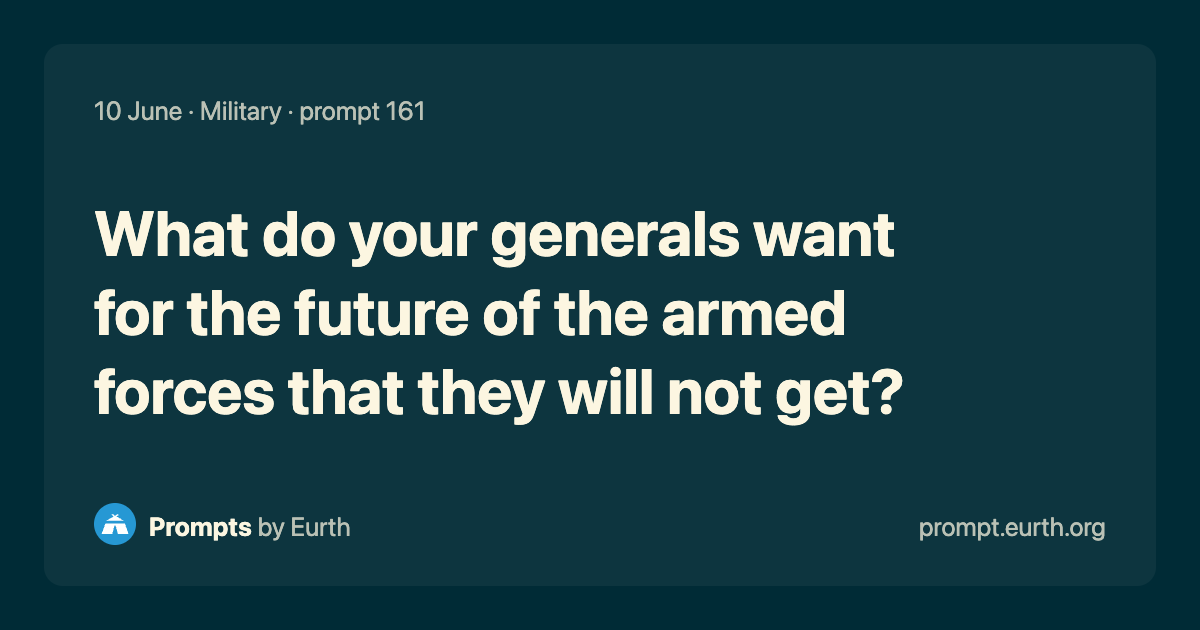 10 June · Military · prompt 161
What do your generals want
for the future of the armed
forces that they will not get?
Prompts by Eurth
prompt.eurth.org